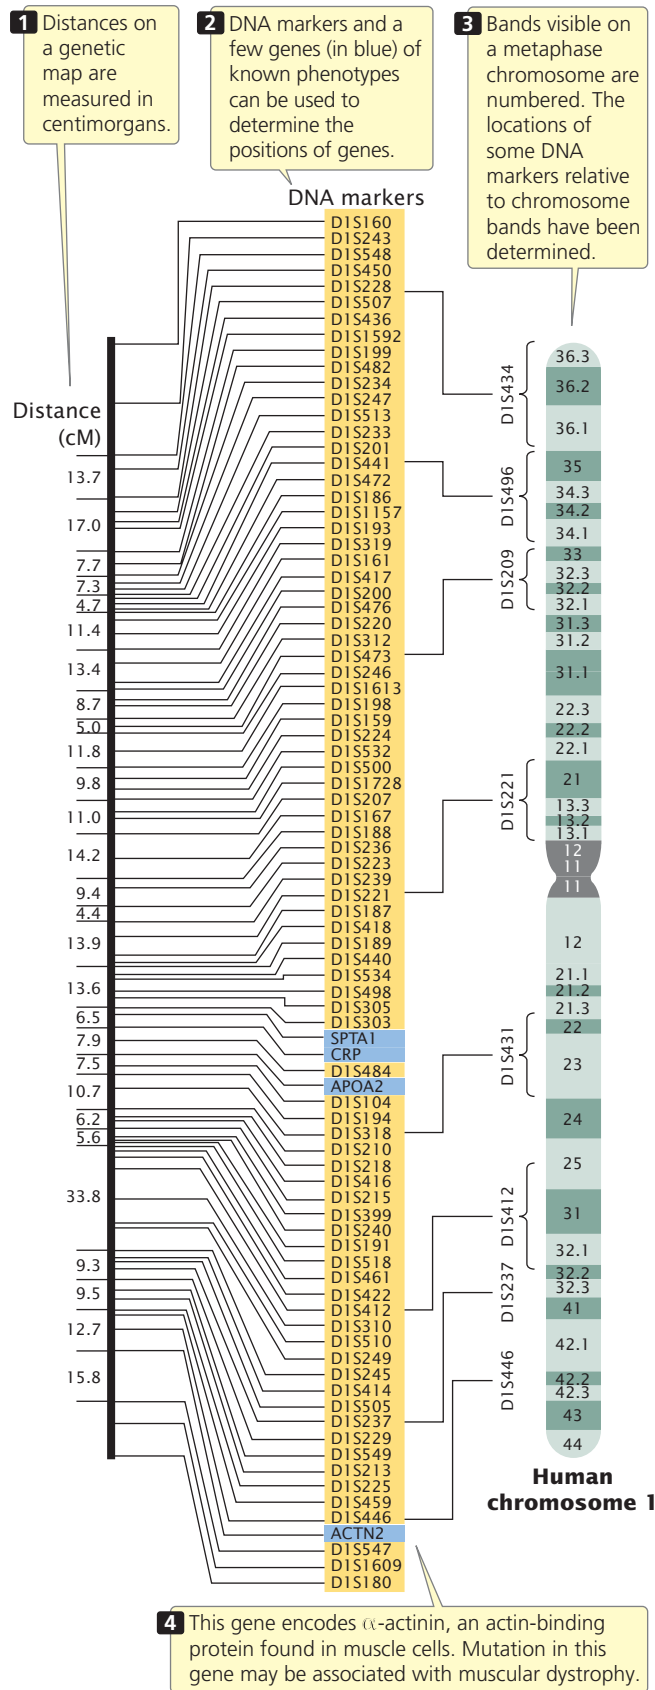 1 Distances on
a genetic
map are
measured in
centimorgans.
2 DNA markers and a
few genes (in blue) of
known phenotypes
can be used to
determine the
positions of genes.
3 Bands visible on
a metaphase
chromosome are
numbered. The
locations of
some DNA
markers relative
to chromosome
bands have been
determined.
DNA markers
D1S160
D1S243
D1S548
D1S450
D1S228
D1S507
D1S436
D1S1592
D1S199
D1S482
D1S234
D1S247
D1S513
D1S233
D1S201
D1S441
D1S472
D1S186
D1S1157
D1S193
D1S319
D1S161
D1S417
D1S200
D1S476
D1S220
D1S312
D1S473
D1S246
D1S1613
D1S198
D1S159
D1S224
D1S532
D1S500
D1S1728
D1S207
D1S167
D1S188
D1S236
D1S223
D1S239
D1S221
D1S187
D1S418
D1S189
D1S440
D1S534
D1S498
D1S305
D1S303
SPTA1
CRP
D1S484
APOA2
D1S104
D1S194
D1S318
D1S210
D1S218
D1S416
D1S215
D1S399
D1S240
D1S191
D1S518
D1S461
D1S422
D1S412
D1S310
D1S510
D1S249
D1S245
D1S414
D1S505
D1S237
D1S229
D1S549
D1S213
D1S225
D1S459
D1S446
ACTN2
D1S547
D1S1609
D1S180
Distance
(cM)
13.7
17.0
7.7
7.3
4.7
11.4
13.4
8.7
5.0
11.8
9.8
11.0
14.2
9.4
4.4
13.9
13.6
6.5
7.9
7.5
10.7
6.2
5.6
33.8
9.3
9.5
12.7
15.8
D1S434
D1S496
D1S209
D1S221
D1S431
D1S412
D1S237
D1S446
36.3
36.2
36.1
35
34.3
34.2
34.1
33
32.3
32.2
32.1
31.3
31.2
31.1
22.3
22.2
22.1
21
13.3
13.2
13.1
12
11
11
12
21.1
21.2
21.3
22
23
24
25
31
32.1
32.2
32.3
41
42.1
42.2
42.3
43
44
Human
chromosome 1
4 This gene encodes α-actinin, an actin-binding
protein found in muscle cells. Mutation in this
gene may be associated with muscular dystrophy.